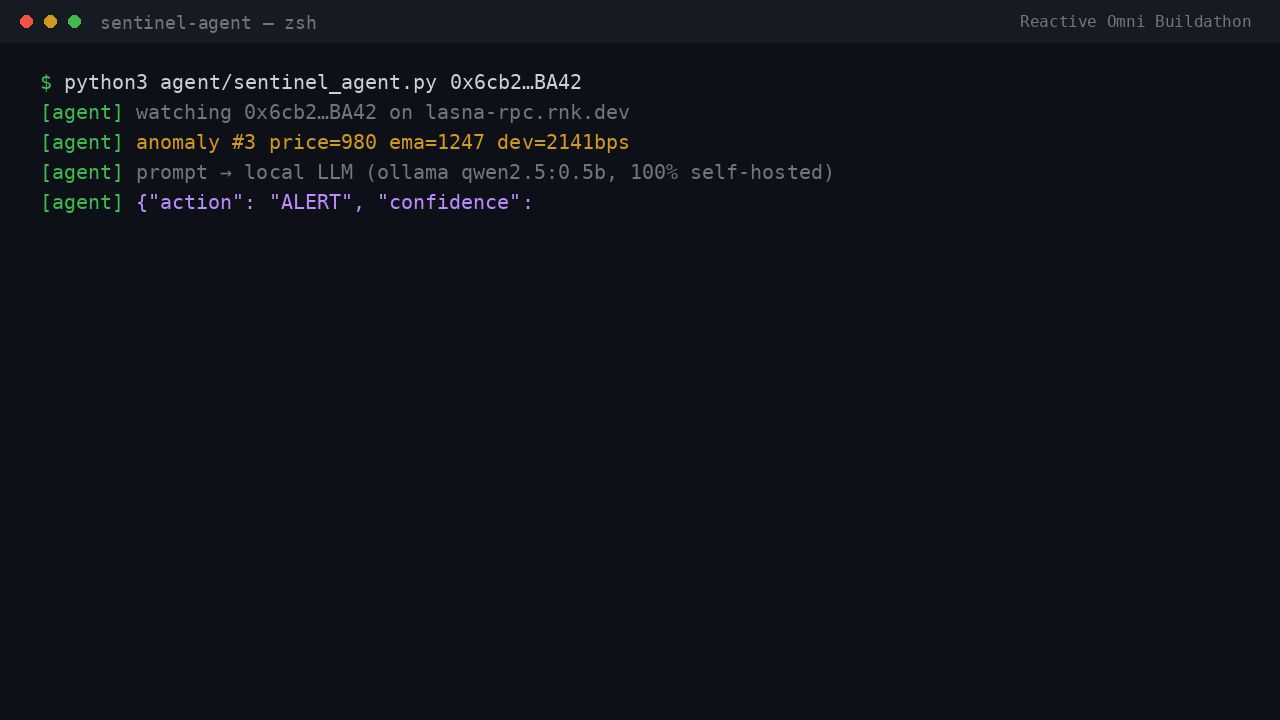 sentinel-agent — zsh
Reactive Omni Buildathon
$ python3 agent/sentinel_agent.py 0x6cb2…BA42
[agent] watching 0x6cb2…BA42 on lasna-rpc.rnk.dev
[agent] anomaly #3 price=980 ema=1247 dev=2141bps
[agent] prompt → local LLM (ollama qwen2.5:0.5b, 100% self-hosted)
[agent] {"action": "ALERT", "confidence":